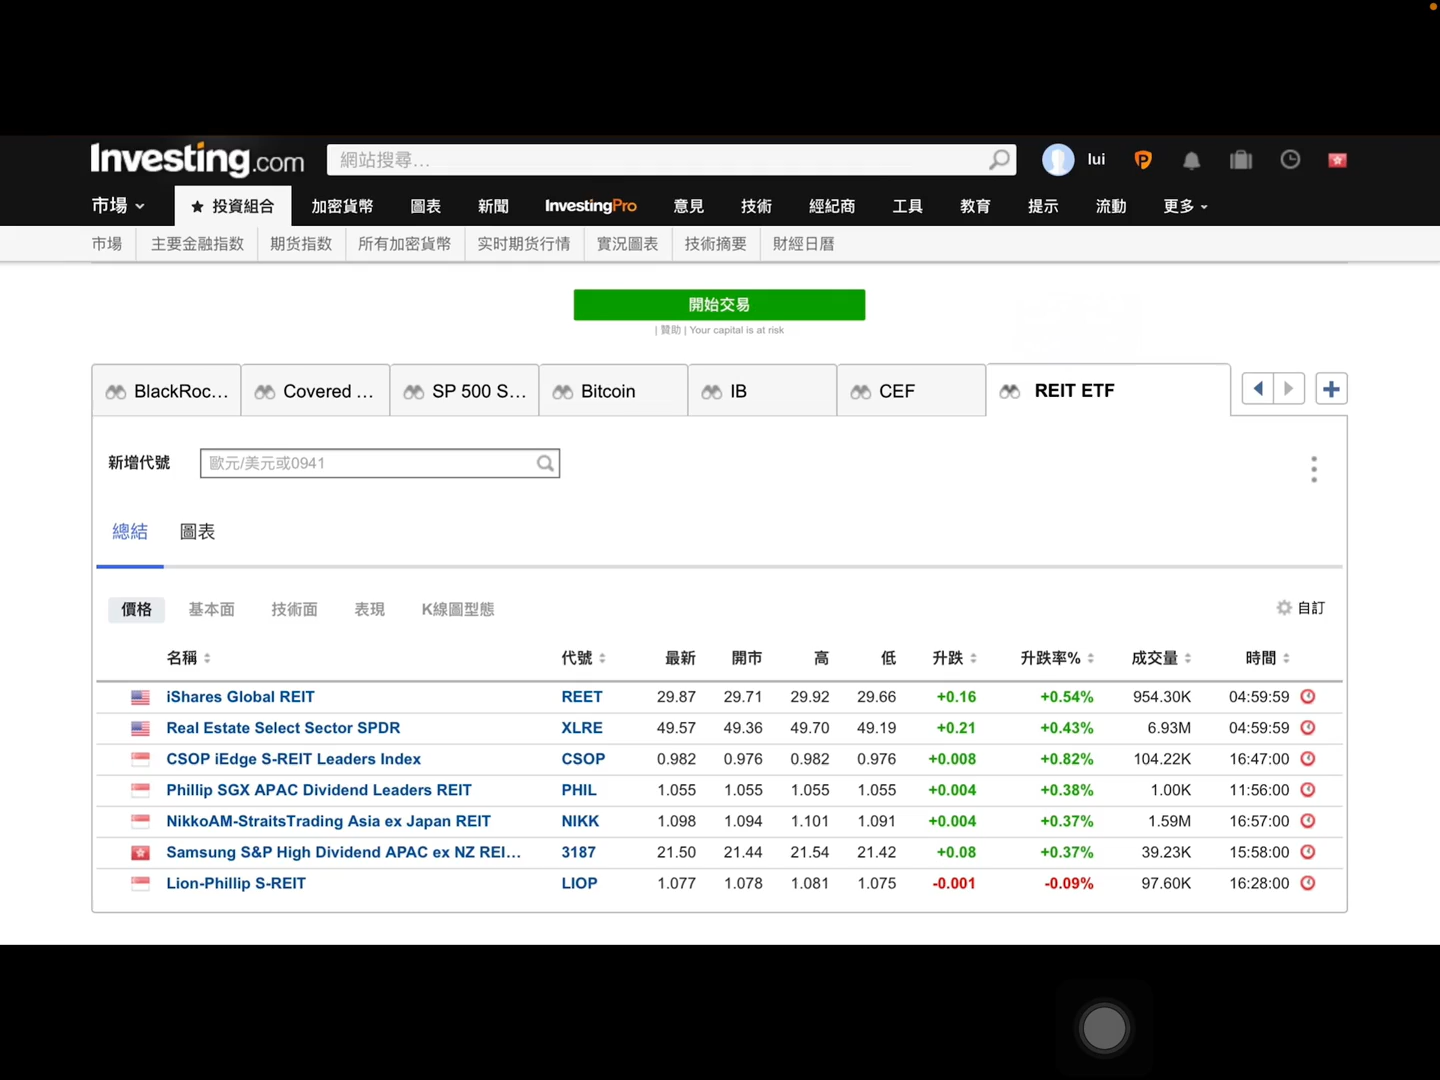 Investing.com
網站搜尋...
lui
市場 投資組合 加密貨幣 圖表 新聞 InvestingPro 意見 技術 經紀商 工具 教育 提示 流動 更多
市場 主要金融指数 期货指数 所有加密貨幣 实时期货行情 實況圖表 技術摘要 財經日曆
開始交易
| 贊助 | Your capital is at risk
BlackRoc... Covered ... SP 500 S... Bitcoin IB CEF REIT ETF
新增代號 歐元/美元或0941
總結 圖表
價格 基本面 技術面 表現 K線圖型態 自訂
名稱 代號 最新 開市 高 低 升跌 升跌率% 成交量 時間
iShares Global REIT REET 29.87 29.71 29.92 29.66 +0.16 +0.54% 954.30K 04:59:59
Real Estate Select Sector SPDR XLRE 49.57 49.36 49.70 49.19 +0.21 +0.43% 6.93M 04:59:59
CSOP iEdge S-REIT Leaders Index CSOP 0.982 0.976 0.982 0.976 +0.008 +0.82% 104.22K 16:47:00
Phillip SGX APAC Dividend Leaders REIT PHIL 1.055 1.055 1.055 1.055 +0.004 +0.38% 1.00K 11:56:00
NikkoAM-StraitsTrading Asia ex Japan REIT NIKK 1.098 1.094 1.101 1.091 +0.004 +0.37% 1.59M 16:57:00
Samsung S&P High Dividend APAC ex NZ REI... 3187 21.50 21.44 21.54 21.42 +0.08 +0.37% 39.23K 15:58:00
Lion-Phillip S-REIT LIOP 1.077 1.078 1.081 1.075 -0.001 -0.09% 97.60K 16:28:00